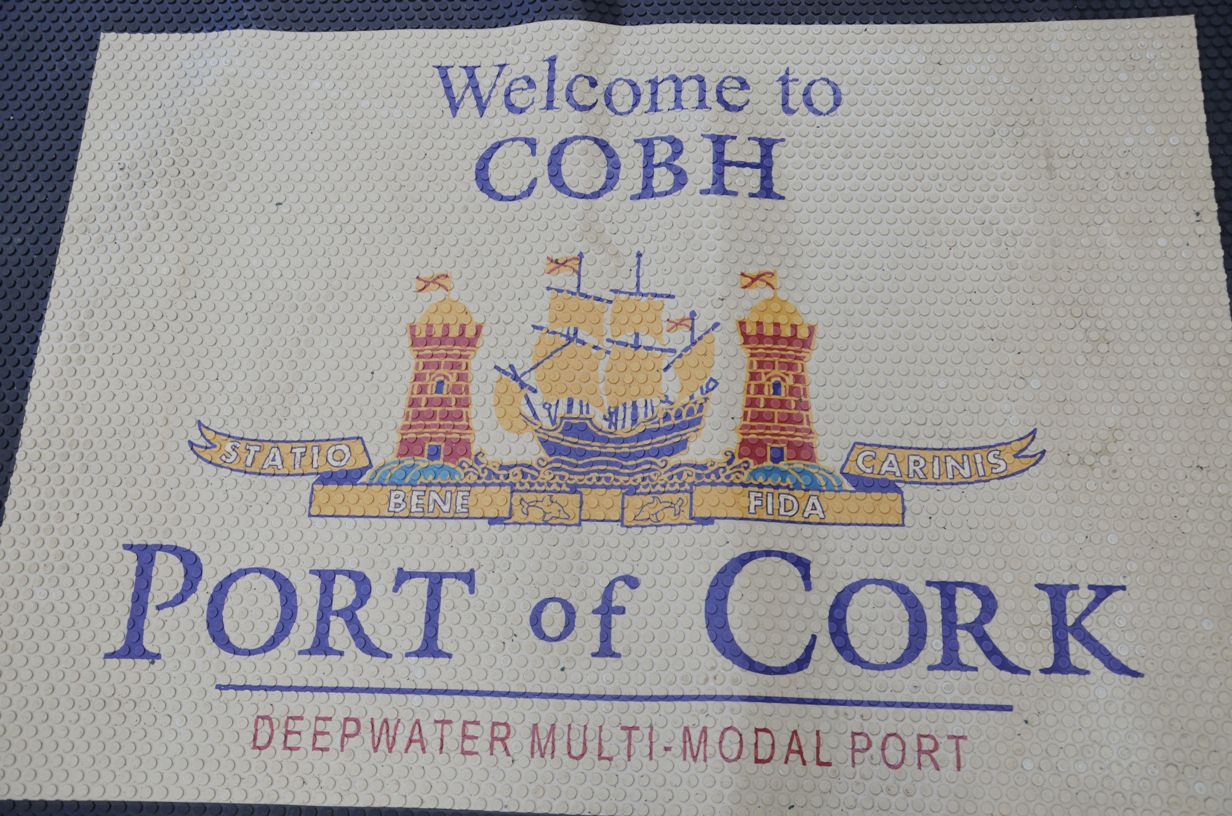 Welcome to
COBH
STATIO BENE FIDA CARINIS
PORT of CORK
DEEPWATER MULTI-MODAL PORT